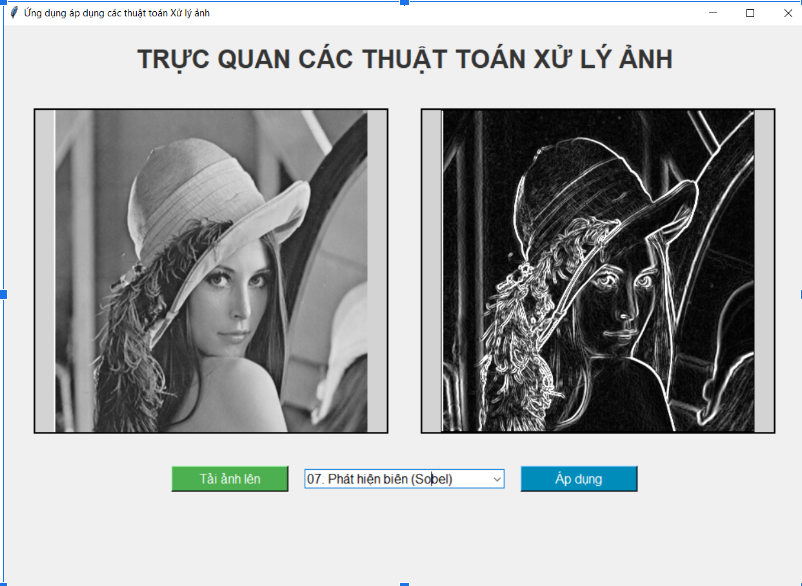 Ứng dụng áp dụng các thuật toán Xử lý ảnh
TRỰC QUAN CÁC THUẬT TOÁN XỬ LÝ ẢNH
Tải ảnh lên
07. Phát hiện biên (Sobel)
Áp dụng